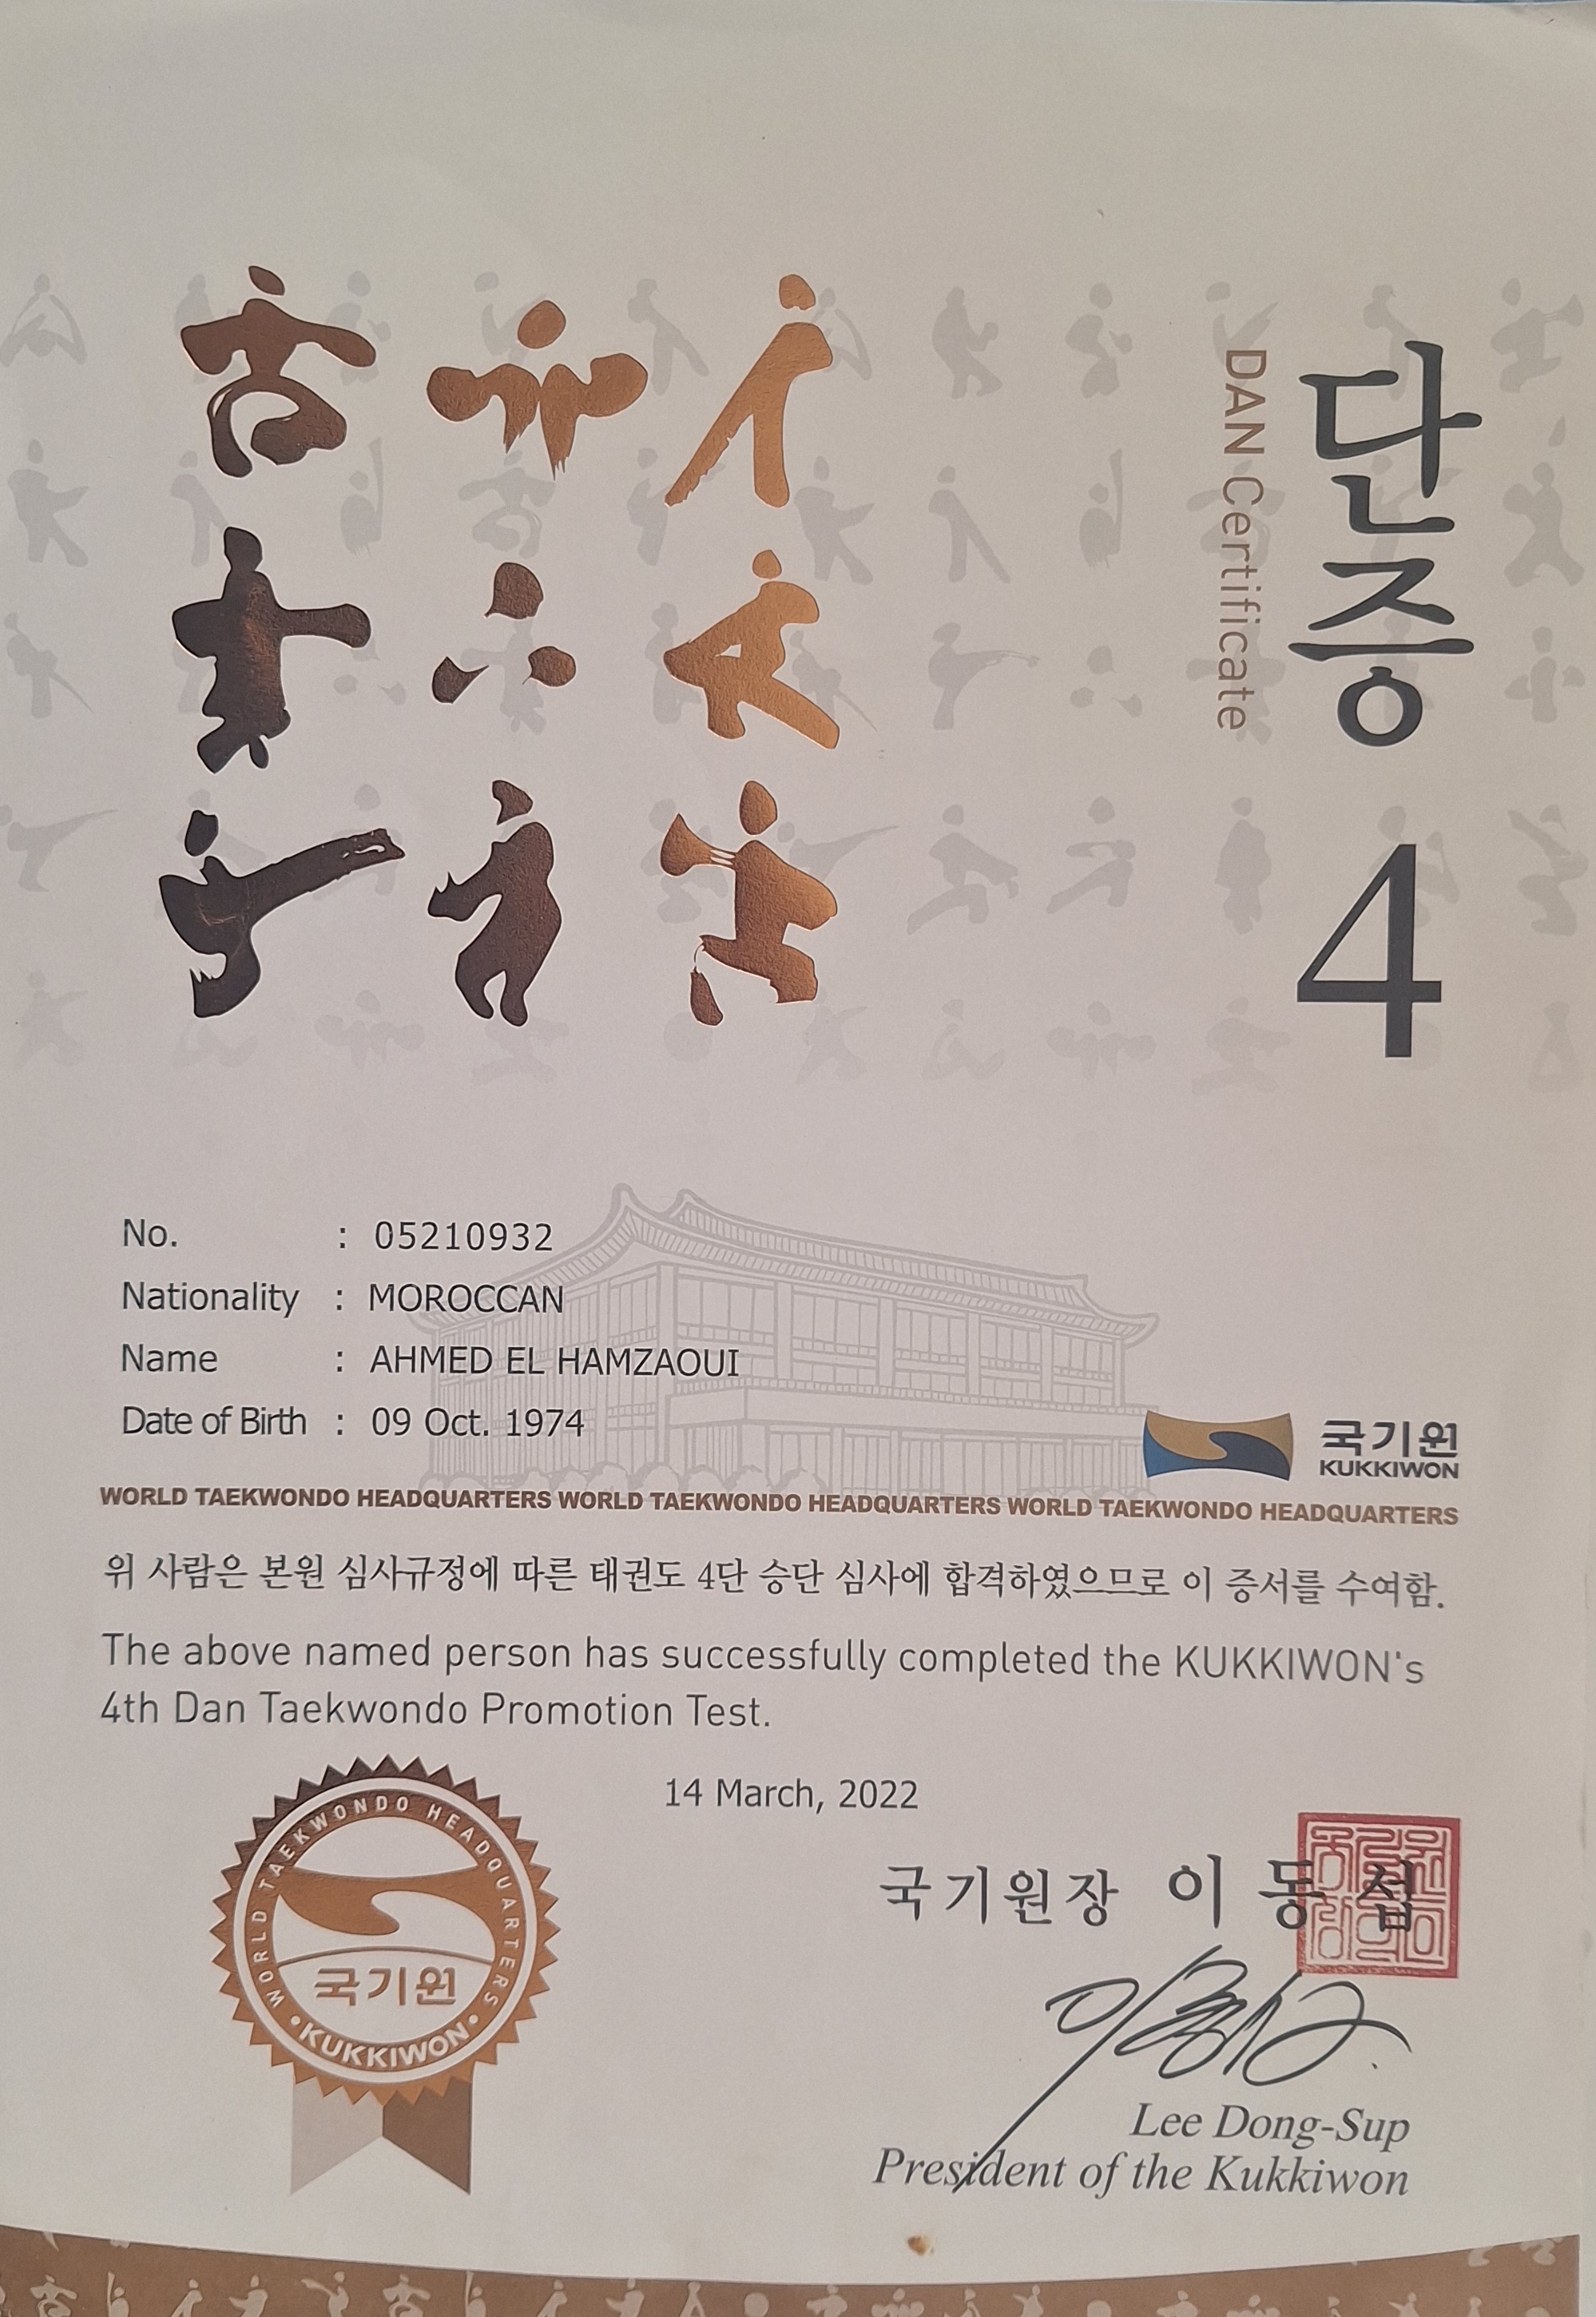 단증 4
DAN Certificate
No. : 05210932
Nationality : MOROCCAN
Name : AHMED EL HAMZAOUI
Date of Birth : 09 Oct. 1974
국기원
KUKKIWON
WORLD TAEKWONDO HEADQUARTERS WORLD TAEKWONDO HEADQUARTERS WORLD TAEKWONDO HEADQUARTERS
위 사람은 본원 심사규정에 따른 태권도 4단 승단 심사에 합격하였으므로 이 증서를 수여함.
The above named person has successfully completed the KUKKIWON's
4th Dan Taekwondo Promotion Test.
14 March, 2022
WORLD TAEKWONDO HEADQUARTERS
국기원
• KUKKIWON •
국기원장 이 동 섭
Lee Dong-Sup
President of the Kukkiwon